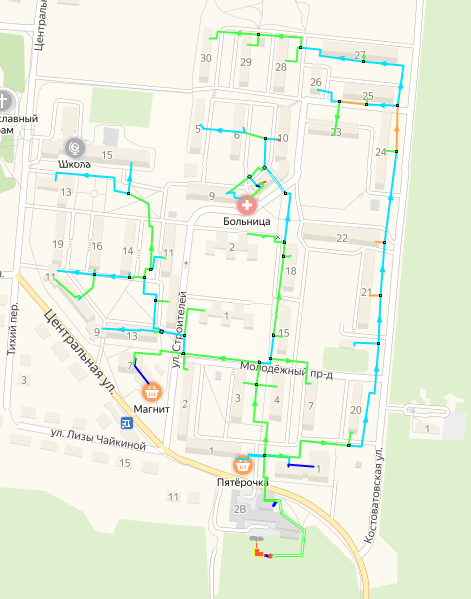 Центральная
30
29
28
27
26
25
23
24
славный
рам
Школа
15
5
6
10
13
9
Больница
19
16
14
11
11
2
22
18
21
ул. Строителей
1
15
Тихий пер.
Центральная ул.
9
13
7
Молодёжный пр-д
3
Магнит
2
3
4
7
20
ул. Лизы Чайкиной
15
1
1
1
Пятёрочка
11
2В
Костоватовская ул.